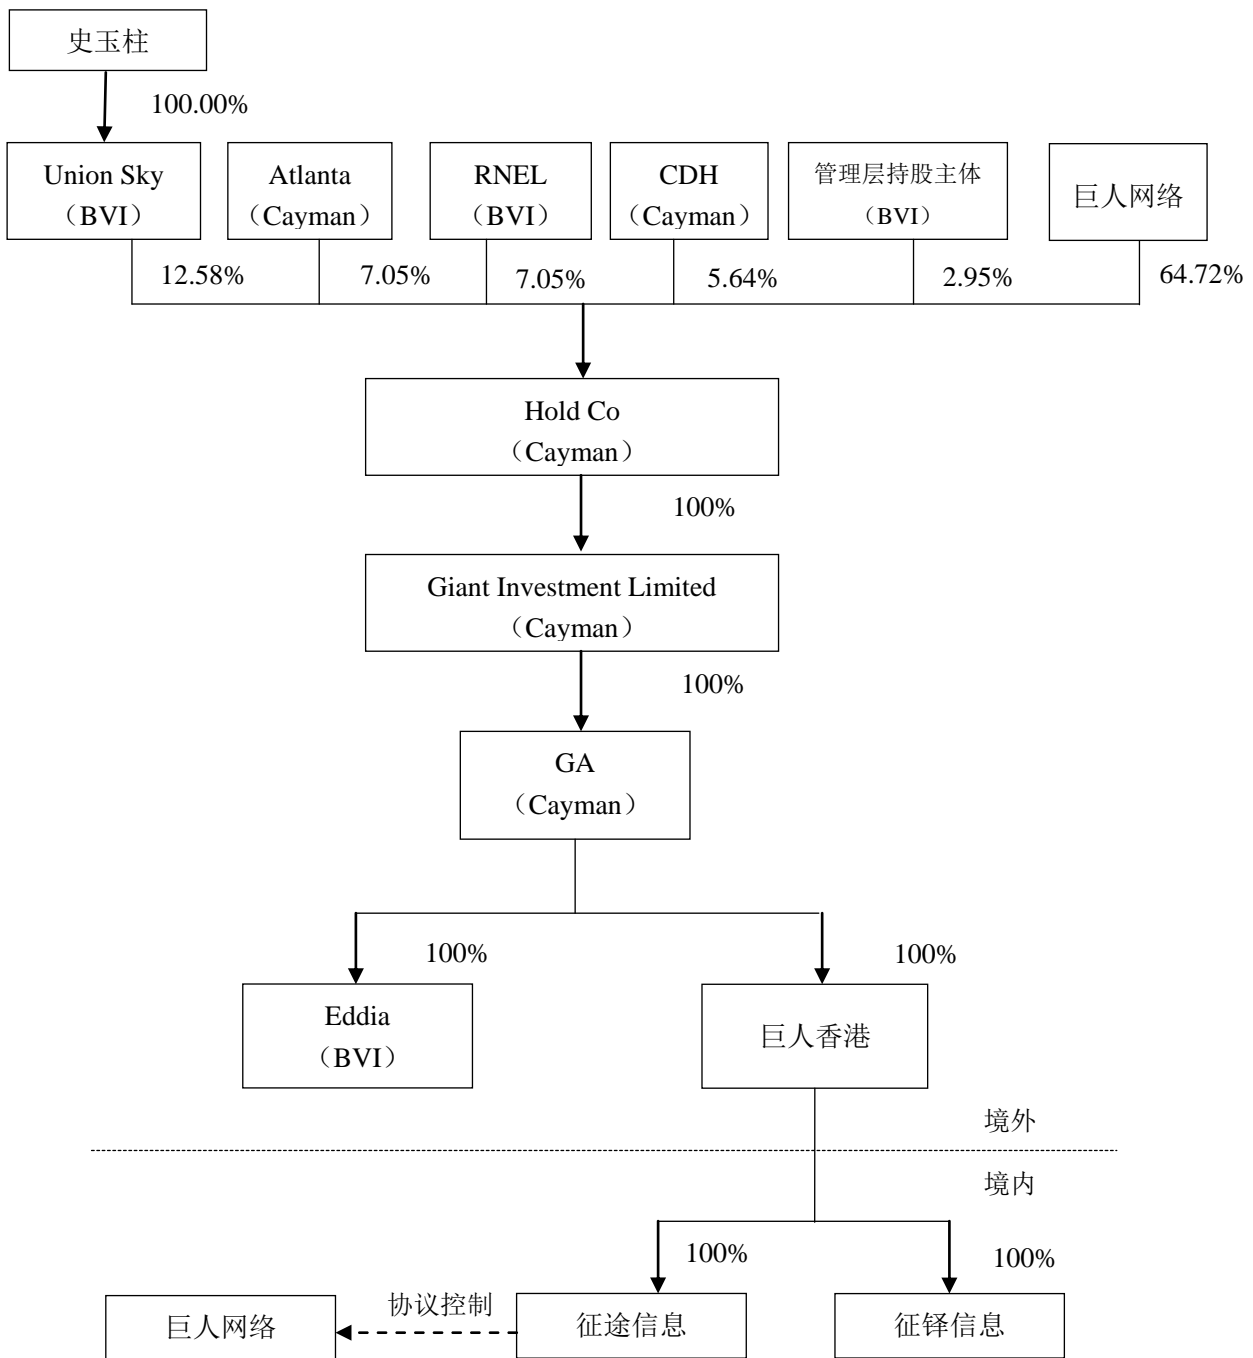 史玉柱
100.00%
Union Sky
（BVI）
Atlanta
（Cayman）
RNEL
（BVI）
CDH
（Cayman）
管理层持股主体
（BVI）
巨人网络
12.58%
7.05%
7.05%
5.64%
2.95%
64.72%
Hold Co
（Cayman）
100%
Giant Investment Limited
（Cayman）
100%
GA
（Cayman）
100%
100%
Eddia
（BVI）
巨人香港
境外
境内
100%
100%
巨人网络
协议控制
征途信息
征铎信息